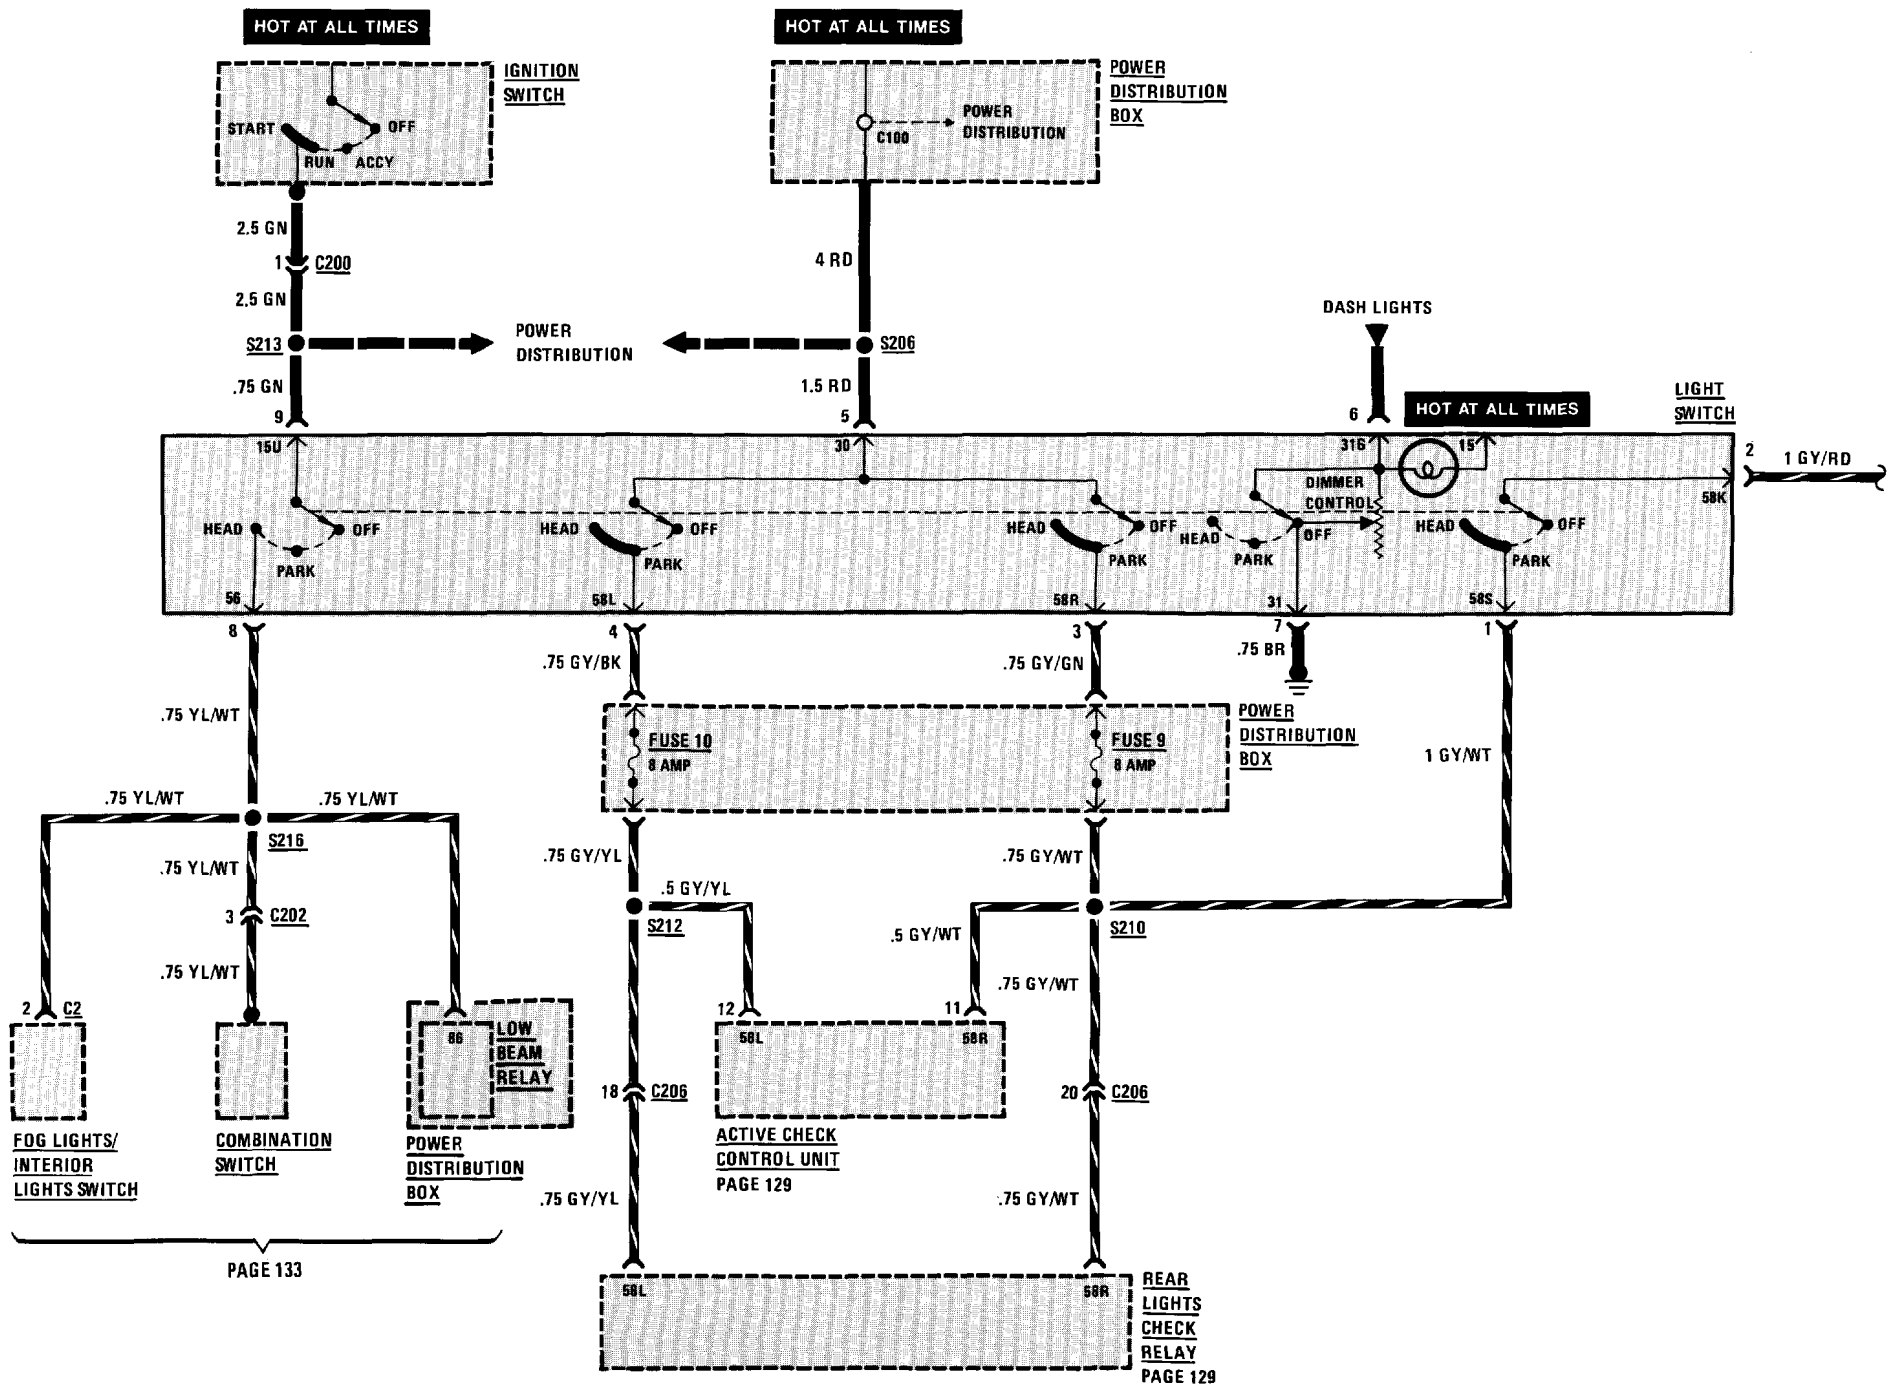 HOT AT ALL TIMES
HOT AT ALL TIMES
IGNITION
SWITCH
START
OFF
RUN
ACCY
POWER
DISTRIBUTION
BOX
POWER
DISTRIBUTION
C100
2.5 GN
1
C200
2.5 GN
4 RD
S213
POWER
DISTRIBUTION
S206
DASH LIGHTS
.75 GN
1.5 RD
9
5
6
HOT AT ALL TIMES
LIGHT
SWITCH
15U
30
316
15
2
1 GY/RD
58K
DIMMER
CONTROL
HEAD
OFF
PARK
HEAD
OFF
PARK
HEAD
OFF
PARK
HEAD
OFF
PARK
HEAD
OFF
PARK
56
58L
58R
31
58S
8
4
3
7
1
.75 GY/BK
.75 GY/GN
.75 BR
.75 YL/WT
FUSE 10
8 AMP
FUSE 9
8 AMP
POWER
DISTRIBUTION
BOX
1 GY/WT
.75 YL/WT
.75 YL/WT
S216
.75 YL/WT
.75 GY/YL
.75 GY/WT
.5 GY/YL
3
C202
S212
.5 GY/WT
S210
.75 YL/WT
.75 GY/WT
2
C2
12
11
86
LOW
BEAM
RELAY
58L
58R
18
C206
20
C206
FOG LIGHTS/
INTERIOR
LIGHTS SWITCH
COMBINATION
SWITCH
POWER
DISTRIBUTION
BOX
ACTIVE CHECK
CONTROL UNIT
PAGE 129
.75 GY/YL
.75 GY/WT
PAGE 133
58L
58R
REAR
LIGHTS
CHECK
RELAY
PAGE 129